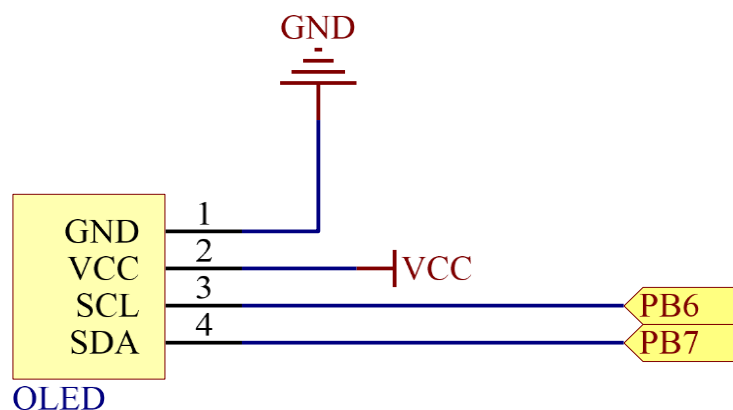 GND
GND 1
VCC 2 VCC
SCL 3 PB6
SDA 4 PB7
OLED